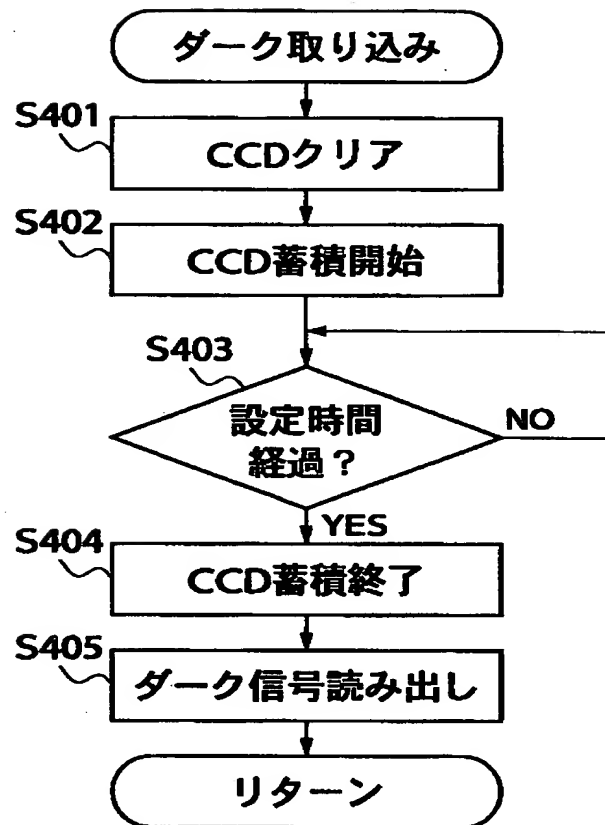 ダーク取り込み
S401
CCDクリア
S402
CCD蓄積開始
S403
設定時間
経過?
NO
YES
S404
CCD蓄積終了
S405
ダーク信号読み出し
リターン